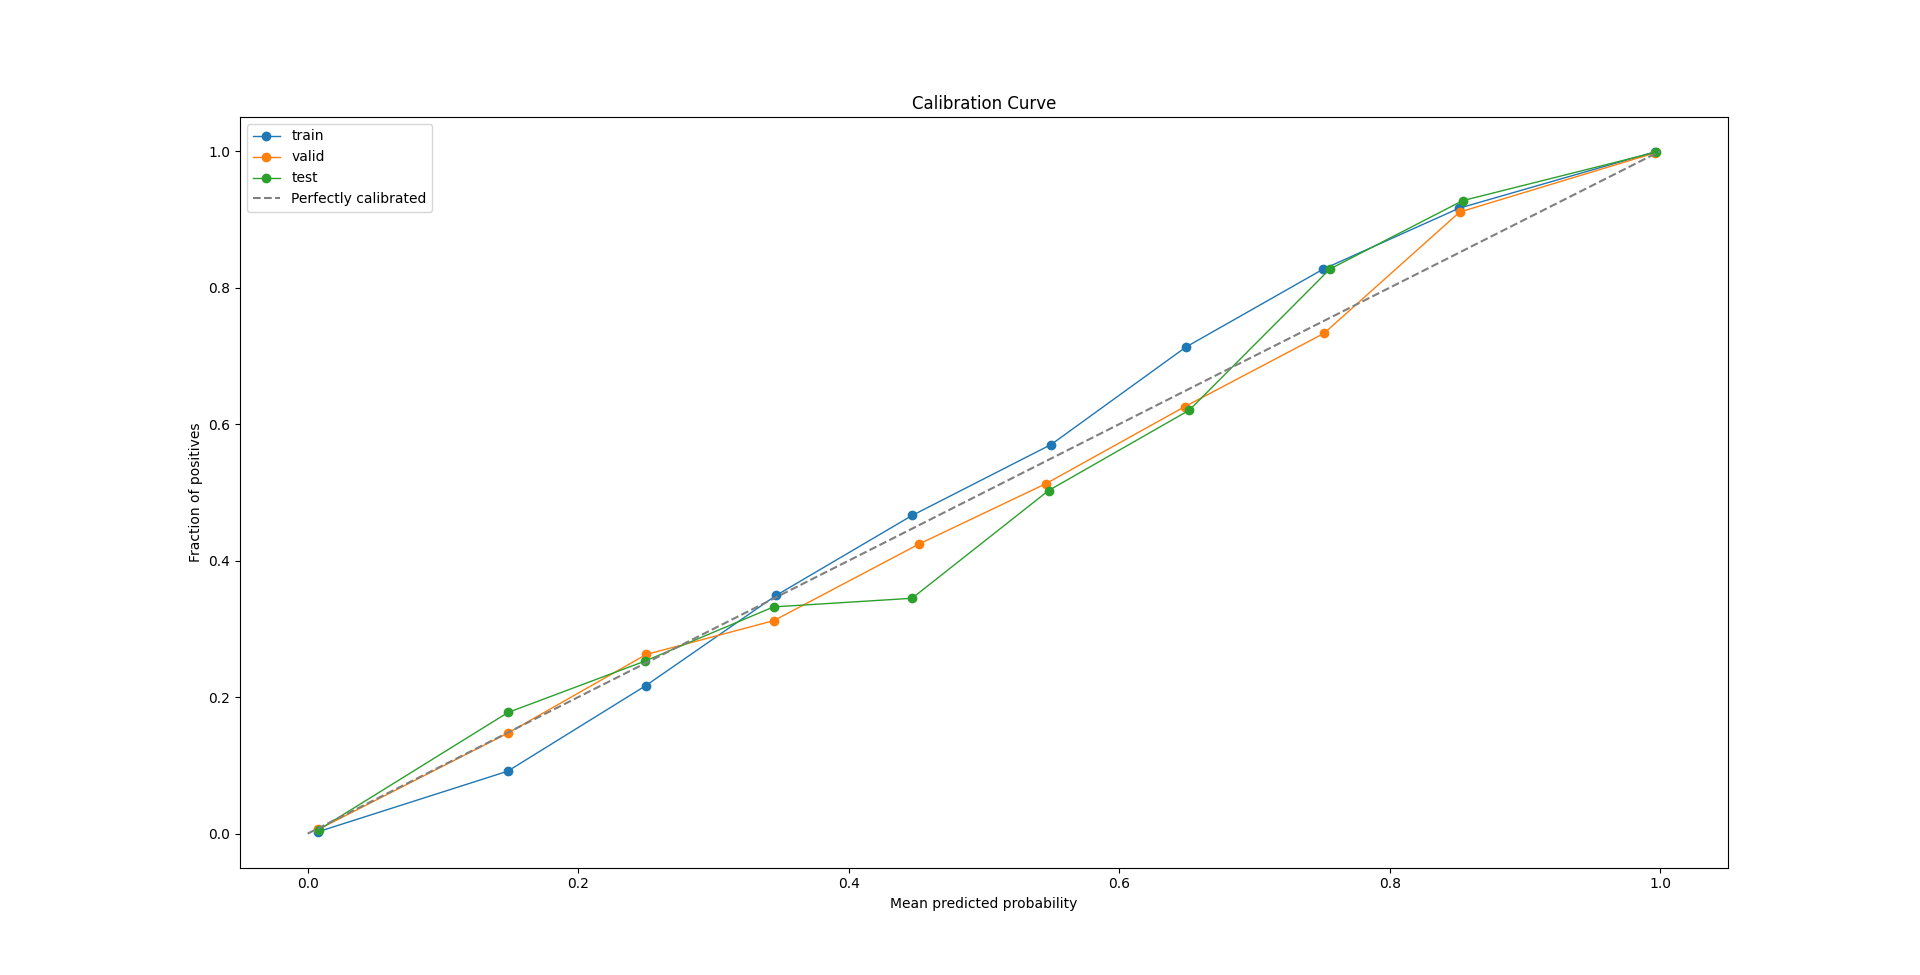 Calibration Curve
train
valid
test
Perfectly calibrated
1.0
0.8
0.6
0.4
0.2
0.0
Fraction of positives
0.0 0.2 0.4 0.6 0.8 1.0
Mean predicted probability